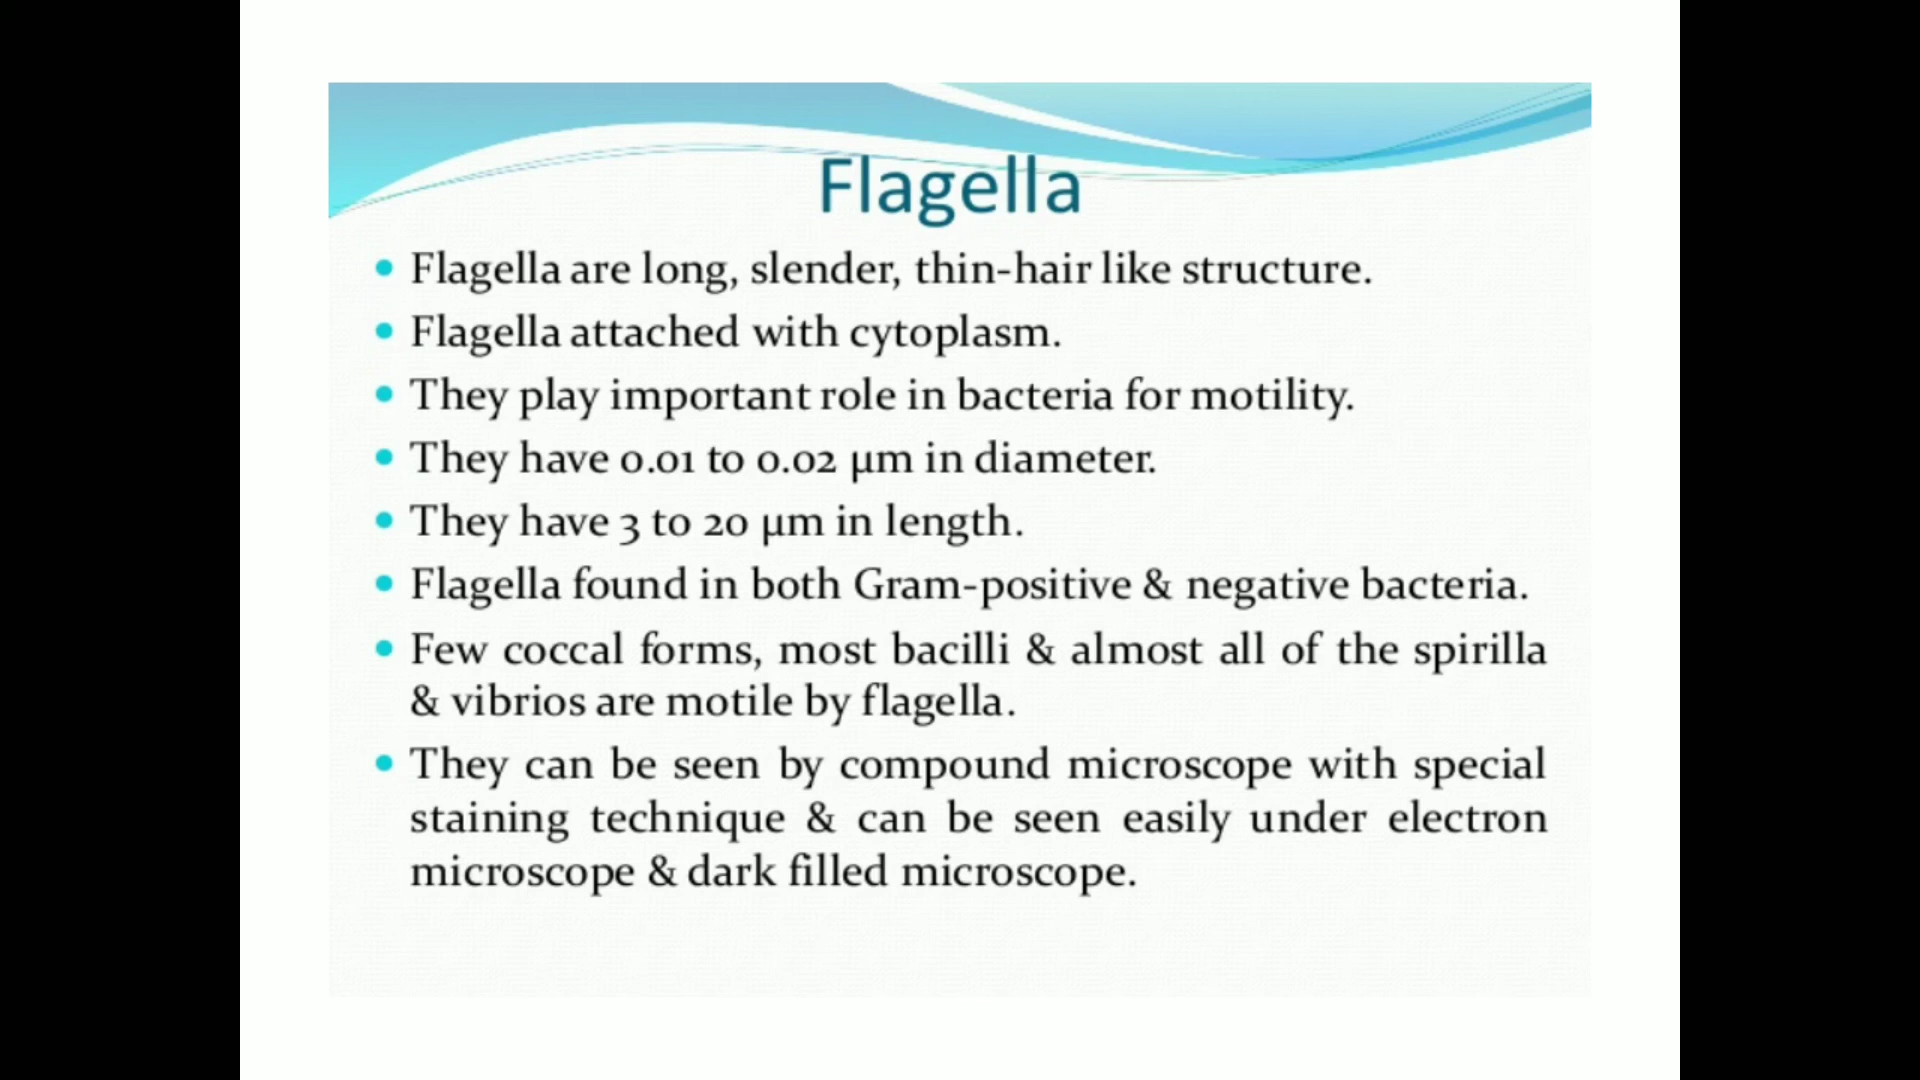 Flagella
• Flagella are long, slender, thin-hair like structure.
• Flagella attached with cytoplasm.
• They play important role in bacteria for motility.
• They have 0.01 to 0.02 µm in diameter.
• They have 3 to 20 µm in length.
• Flagella found in both Gram-positive & negative bacteria.
• Few coccal forms, most bacilli & almost all of the spirilla
& vibrios are motile by flagella.
• They can be seen by compound microscope with special
staining technique & can be seen easily under electron
microscope & dark filled microscope.